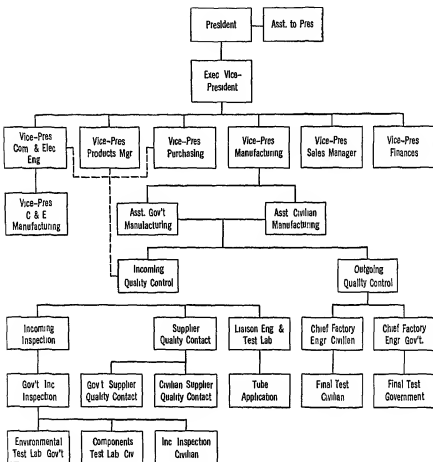 President
Asst. to Pres
Exec Vice-
President
Vice-Pres
Com & Elec
Eng
Vice-Pres
Products Mgr
Vice-Pres
Purchasing
Vice-Pres
Manufacturing
Vice-Pres
Sales Manager
Vice-Pres
Finances
Vice-Pres
C & E
Manufacturing
Asst. Gov't
Manufacturing
Asst Civilian
Manufacturing
Incoming
Quality Control
Outgoing
Quality Control
Incoming
Inspection
Supplier
Quality Contact
Liaison Eng &
Test Lab
Chief Factory
Engr Civilian
Chief Factory
Engr Gov't.
Gov't Inc
Inspection
Gov't Supplier
Quality Contact
Civilian Supplier
Quality Contact
Tube
Application
Final Test
Civilian
Final Test
Government
Environmental
Test Lab Gov't
Components
Test Lab Civ
Inc Inspection
Civilian